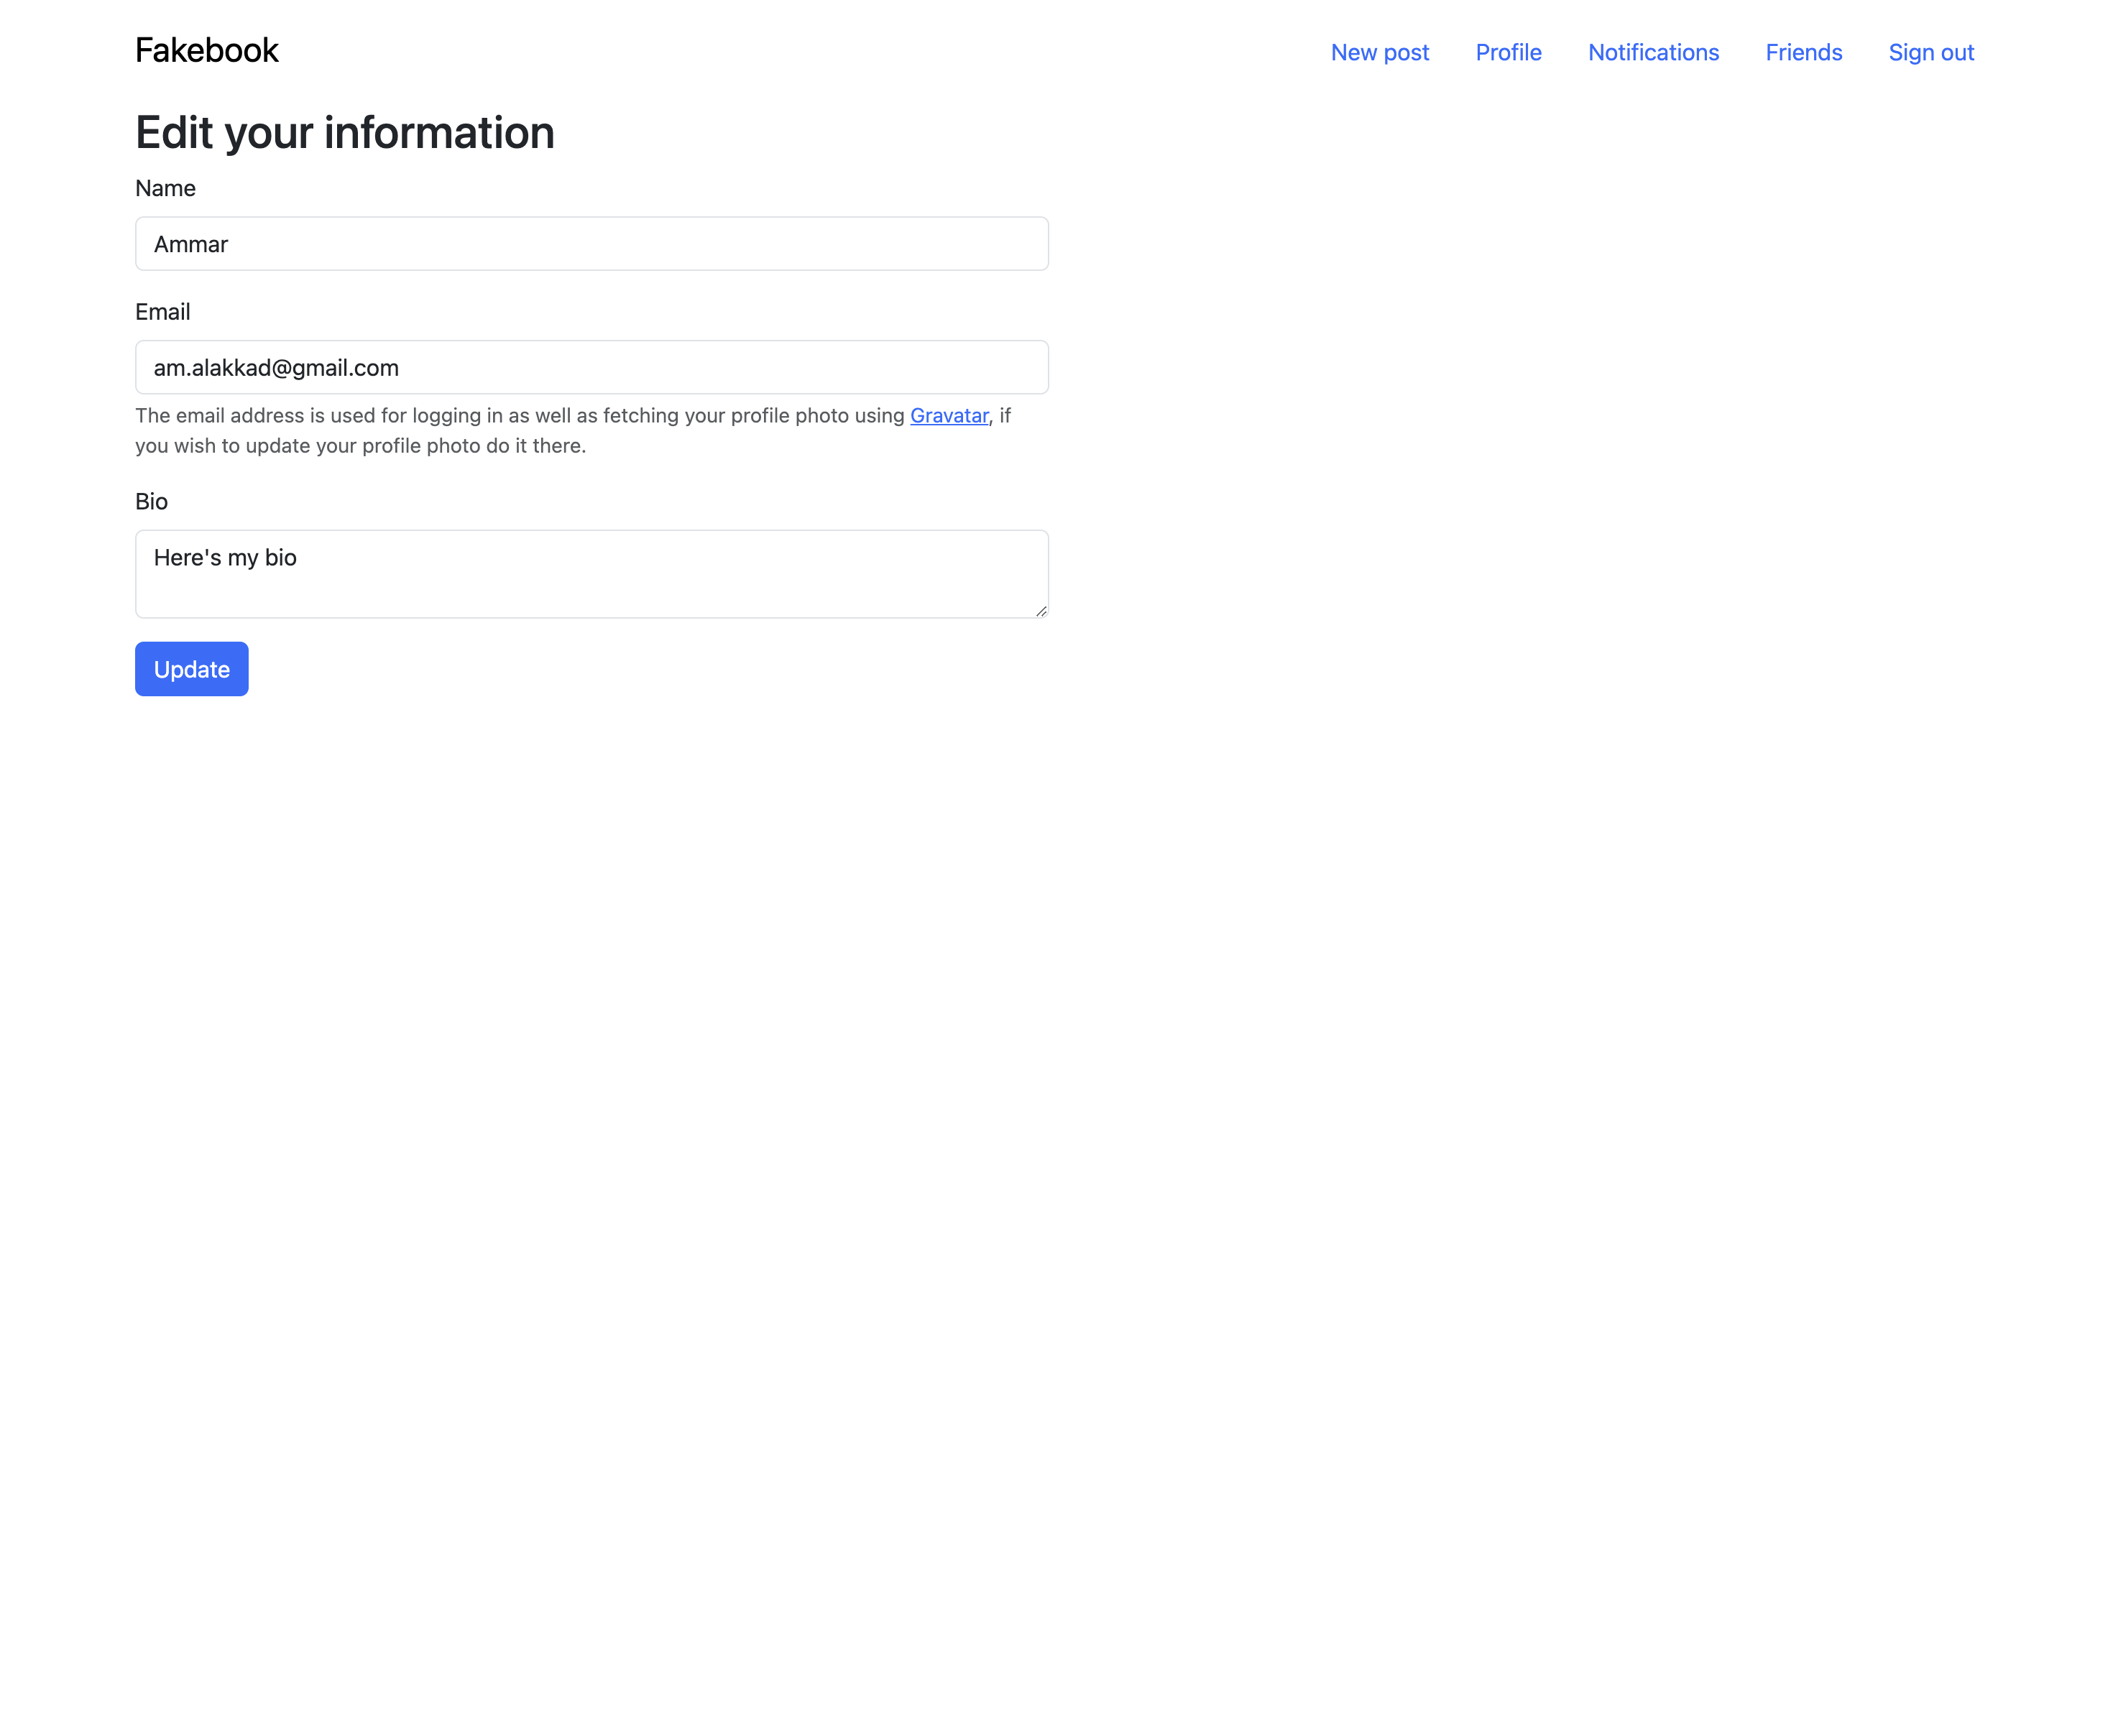 Fakebook
New post Profile Notifications Friends Sign out
Edit your information
Name
Ammar
Email
am.alakkad@gmail.com
The email address is used for logging in as well as fetching your profile photo using Gravatar, if
you wish to update your profile photo do it there.
Bio
Here's my bio
Update